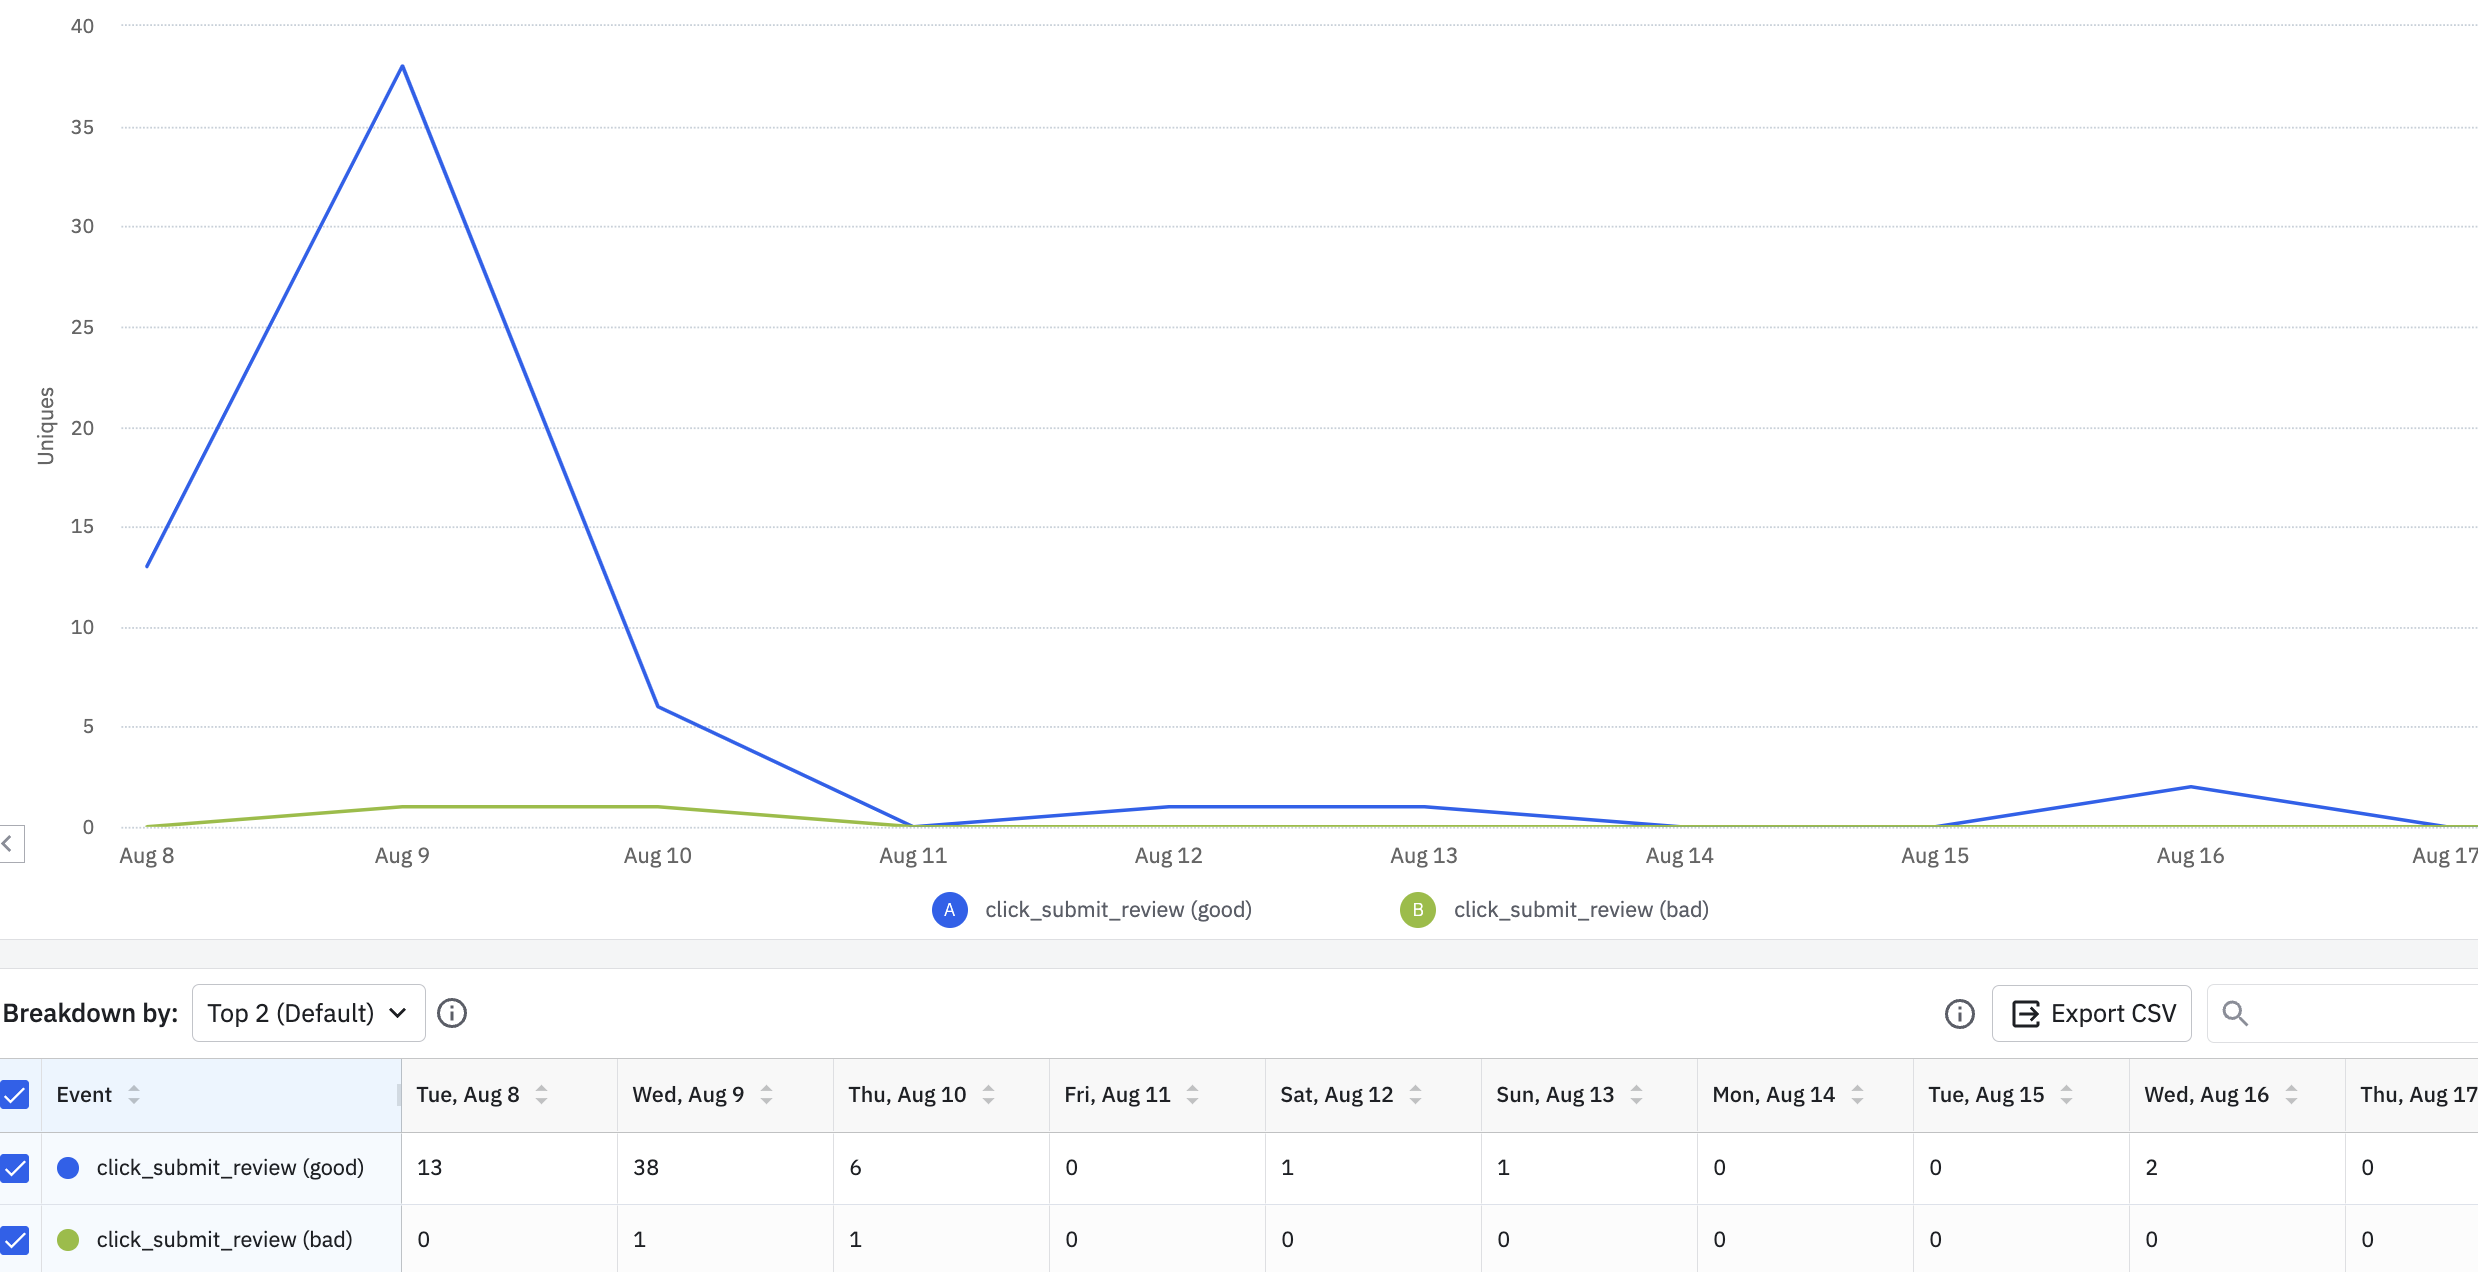 40
35
30
25
20
15
10
5
0
Uniques
Aug 8 Aug 9 Aug 10 Aug 11 Aug 12 Aug 13 Aug 14 Aug 15 Aug 16 Aug 17
A click_submit_review (good) B click_submit_review (bad)
Breakdown by: Top 2 (Default) Export CSV
Event Tue, Aug 8 Wed, Aug 9 Thu, Aug 10 Fri, Aug 11 Sat, Aug 12 Sun, Aug 13 Mon, Aug 14 Tue, Aug 15 Wed, Aug 16 Thu, Aug 17
click_submit_review (good) 13 38 6 0 1 1 0 0 2 0
click_submit_review (bad) 0 1 1 0 0 0 0 0 0 0